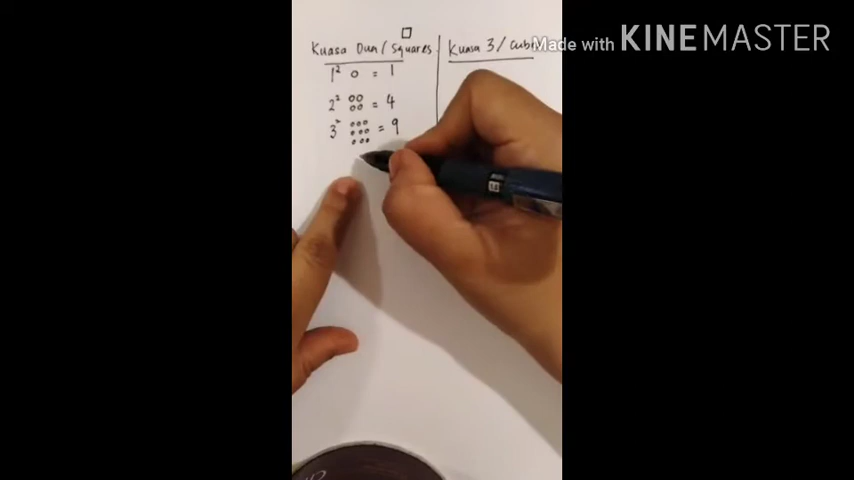 Made with KINEMASTER
Kuasa Dua / Squares
Kuasa 3 / Cub
1² = 1
2² = 4
3² = 9